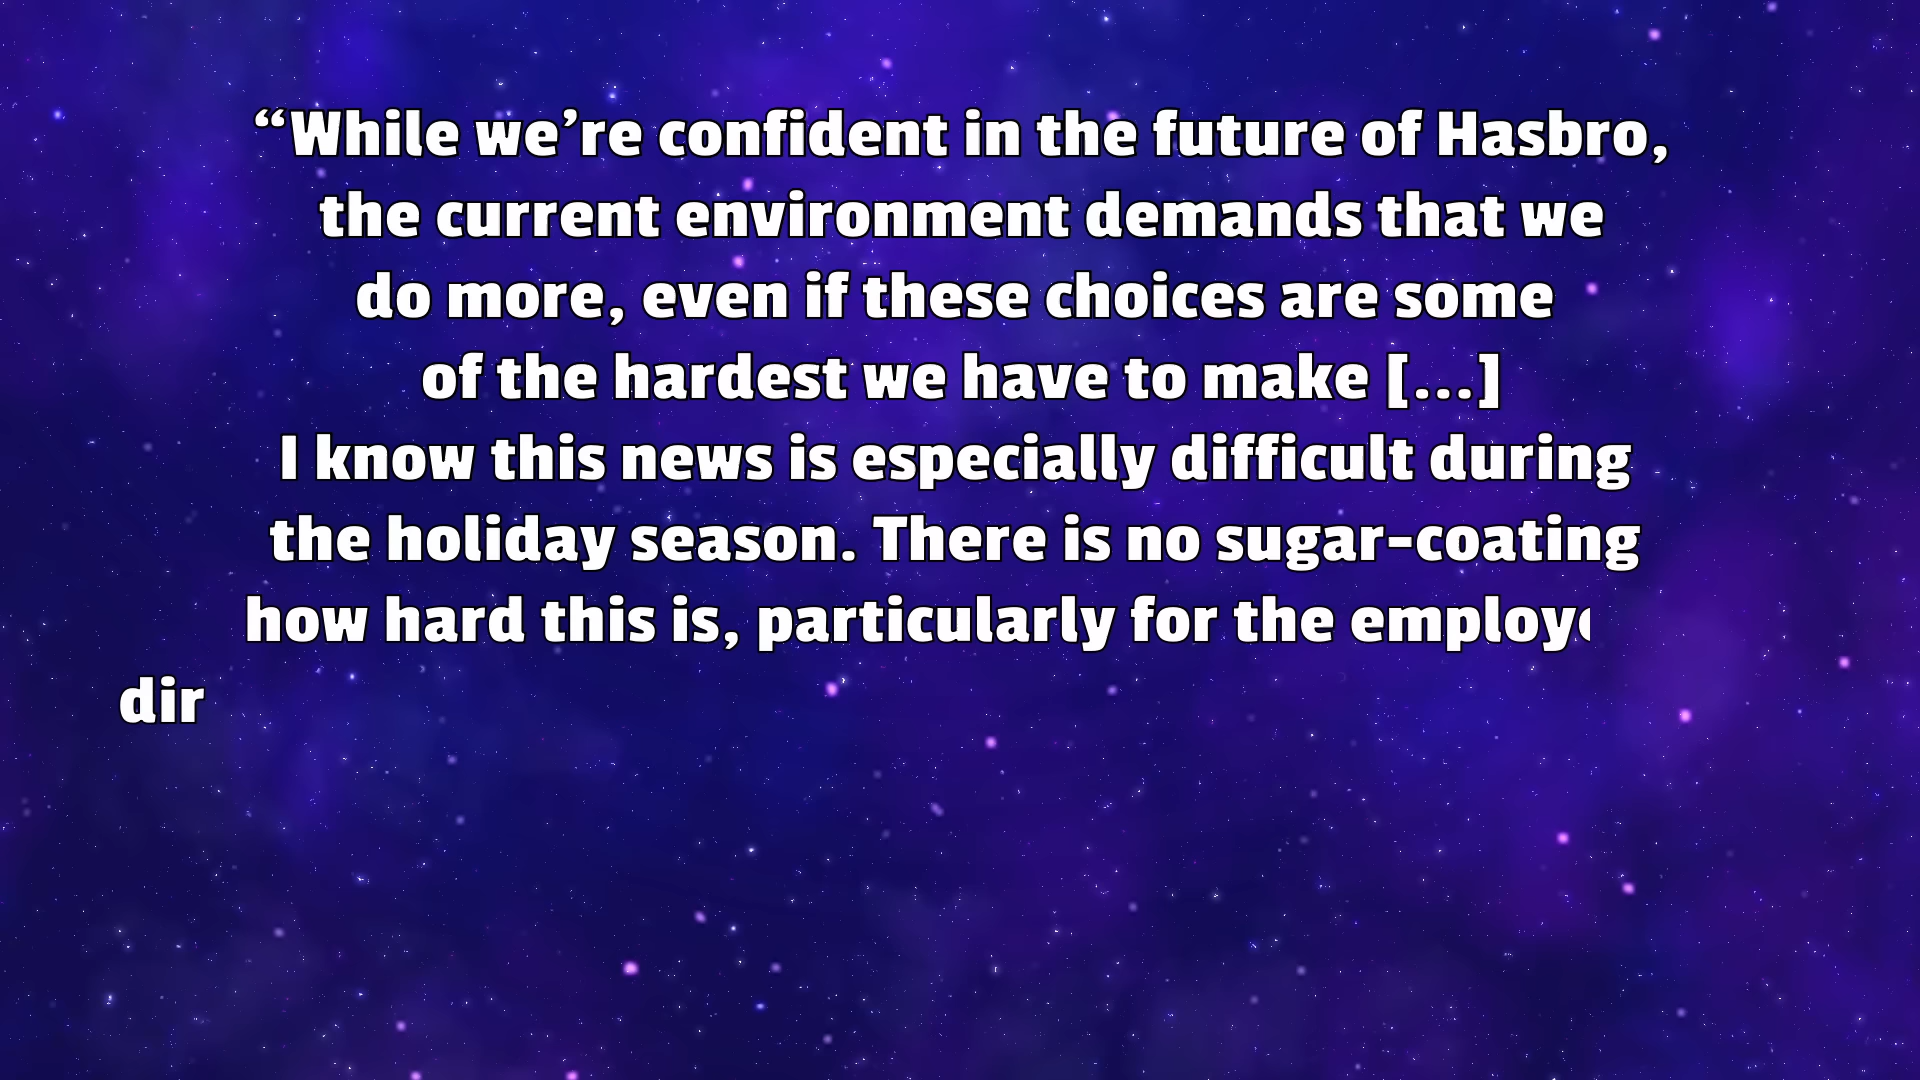 “While we’re confident in the future of Hasbro,
the current environment demands that we
do more, even if these choices are some
of the hardest we have to make [...]
I know this news is especially difficult during
the holiday season. There is no sugar-coating
how hard this is, particularly for the employ
dir